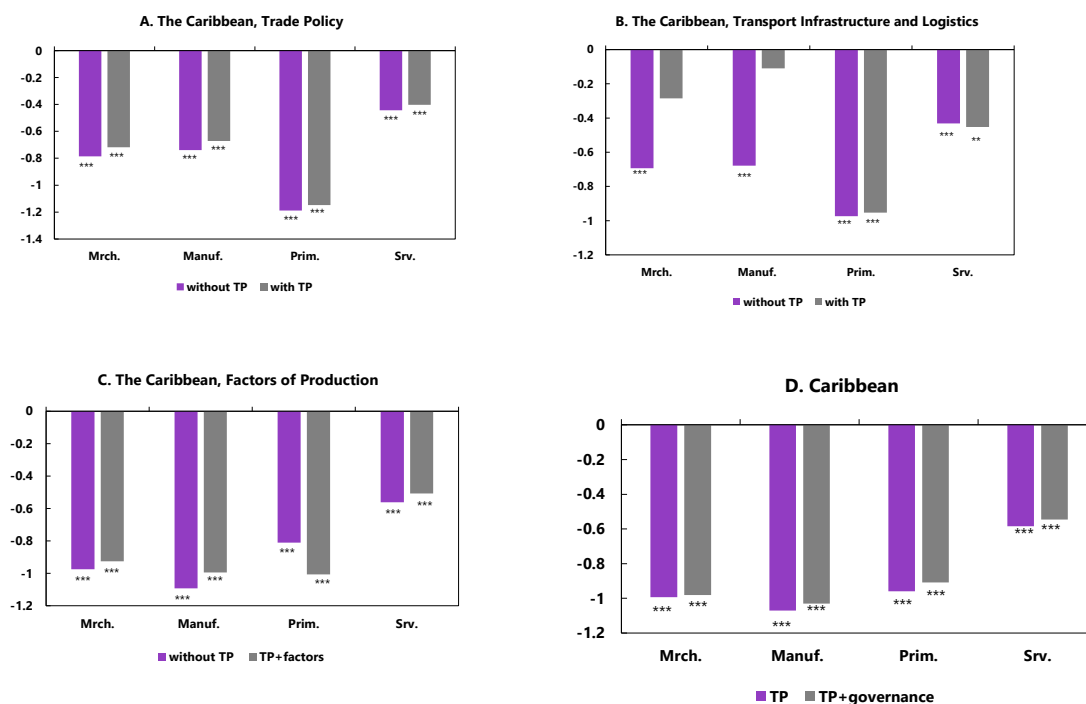 A. The Caribbean, Trade Policy
0
-0.2
-0.4
-0.6
-0.8
-1
-1.2
-1.4
*** *** *** *** *** *** *** ***
Mrch. Manuf. Prim. Srv.
without TP with TP
B. The Caribbean, Transport Infrastructure and Logistics
0
-0.2
-0.4
-0.6
-0.8
-1
-1.2
*** *** *** *** *** **
Mrch. Manuf. Prim. Srv.
without TP with TP
C. The Caribbean, Factors of Production
0
-0.2
-0.4
-0.6
-0.8
-1
-1.2
*** *** *** *** *** *** *** ***
Mrch. Manuf. Prim. Srv.
without TP TP+factors
D. Caribbean
0
-0.2
-0.4
-0.6
-0.8
-1
-1.2
*** *** *** *** *** *** *** ***
Mrch. Manuf. Prim. Srv.
TP TP+governance